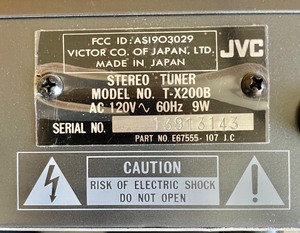 FCC ID: ASI9O3029
VICTOR CO. OF JAPAN, LTD. JVC
MADE IN JAPAN
STEREO TUNER
MODEL NO. T-X200B
AC 120V ~ 60Hz 9W
SERIAL NO. 13913143
PART NO. E67555-107 J.C
CAUTION
RISK OF ELECTRIC SHOCK
DO NOT OPEN